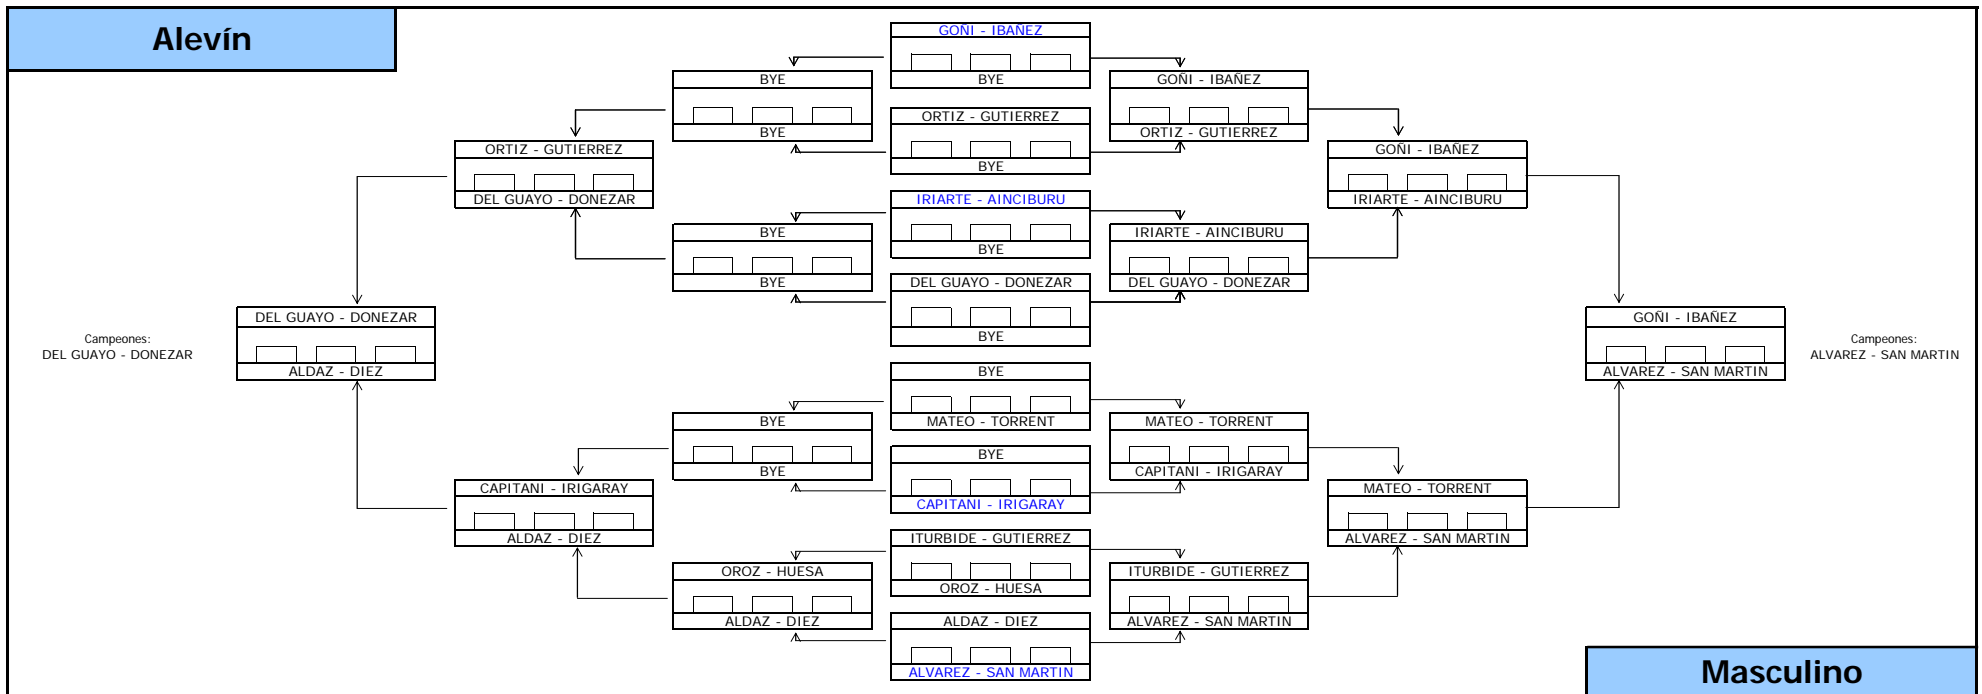 Alevín
GOÑI - IBAÑEZ
BYE
ORTIZ - GUTIERREZ
BYE
IRIARTE - AINCIBURU
BYE
DEL GUAYO - DONEZAR
BYE
BYE
MATEO - TORRENT
BYE
CAPITANI - IRIGARAY
ITURBIDE - GUTIERREZ
OROZ - HUESA
ALDAZ - DIEZ
ALVAREZ - SAN MARTIN
BYE
BYE
BYE
BYE
BYE
BYE
OROZ - HUESA
ALDAZ - DIEZ
ORTIZ - GUTIERREZ
DEL GUAYO - DONEZAR
CAPITANI - IRIGARAY
ALDAZ - DIEZ
DEL GUAYO - DONEZAR
ALDAZ - DIEZ
Campeones:
DEL GUAYO - DONEZAR
GOÑI - IBAÑEZ
ORTIZ - GUTIERREZ
IRIARTE - AINCIBURU
DEL GUAYO - DONEZAR
MATEO - TORRENT
CAPITANI - IRIGARAY
ITURBIDE - GUTIERREZ
ALVAREZ - SAN MARTIN
GOÑI - IBAÑEZ
IRIARTE - AINCIBURU
MATEO - TORRENT
ALVAREZ - SAN MARTIN
GOÑI - IBAÑEZ
ALVAREZ - SAN MARTIN
Campeones:
ALVAREZ - SAN MARTIN
Masculino